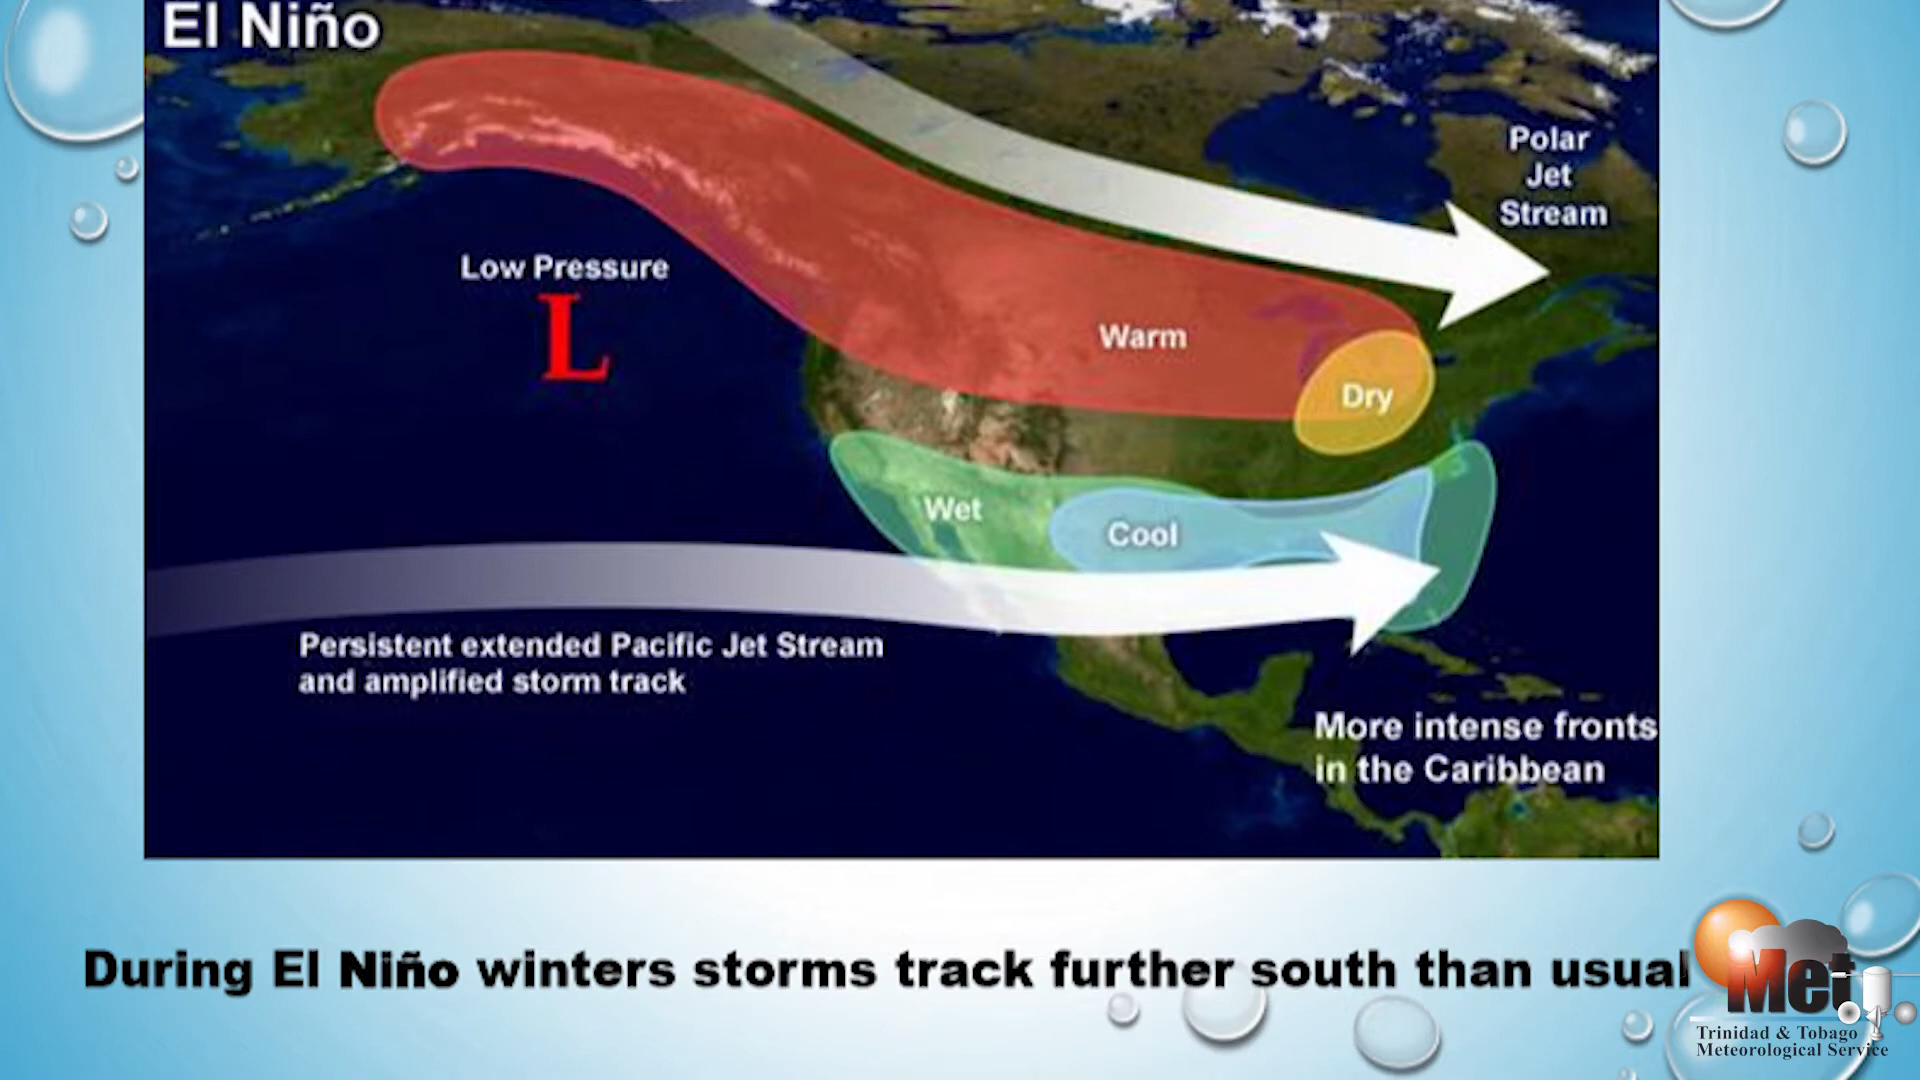 El Niño
Polar
Jet
Stream
Low Pressure
L
Warm
Dry
Wet
Cool
Persistent extended Pacific Jet Stream
and amplified storm track
More intense fronts
in the Caribbean
During El Niño winters storms track further south than usual
Met
Trinidad & Tobago
Meteorological Service